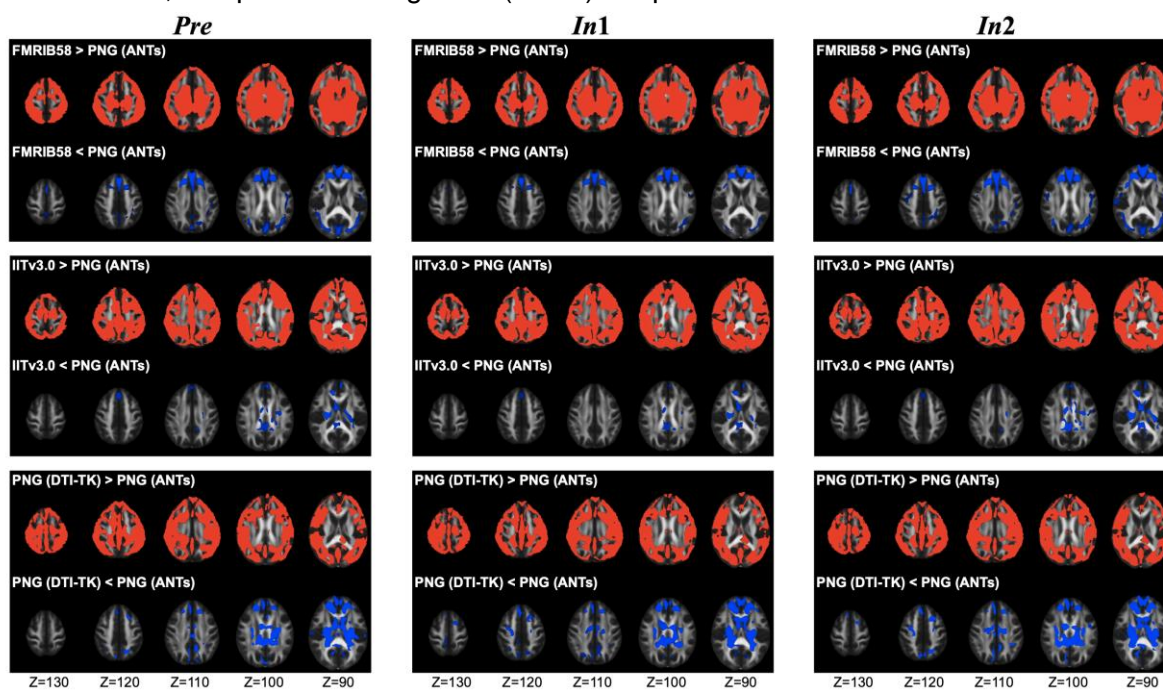 Pre
In1
In2
FMRIB58 > PNG (ANTs)
FMRIB58 > PNG (ANTs)
FMRIB58 > PNG (ANTs)
FMRIB58 < PNG (ANTs)
FMRIB58 < PNG (ANTs)
FMRIB58 < PNG (ANTs)
IITv3.0 > PNG (ANTs)
IITv3.0 > PNG (ANTs)
IITv3.0 > PNG (ANTs)
IITv3.0 < PNG (ANTs)
IITv3.0 < PNG (ANTs)
IITv3.0 < PNG (ANTs)
PNG (DTI-TK) > PNG (ANTs)
PNG (DTI-TK) > PNG (ANTs)
PNG (DTI-TK) > PNG (ANTs)
PNG (DTI-TK) < PNG (ANTs)
PNG (DTI-TK) < PNG (ANTs)
PNG (DTI-TK) < PNG (ANTs)
Z=130 Z=120 Z=110 Z=100 Z=90
Z=130 Z=120 Z=110 Z=100 Z=90
Z=130 Z=120 Z=110 Z=100 Z=90